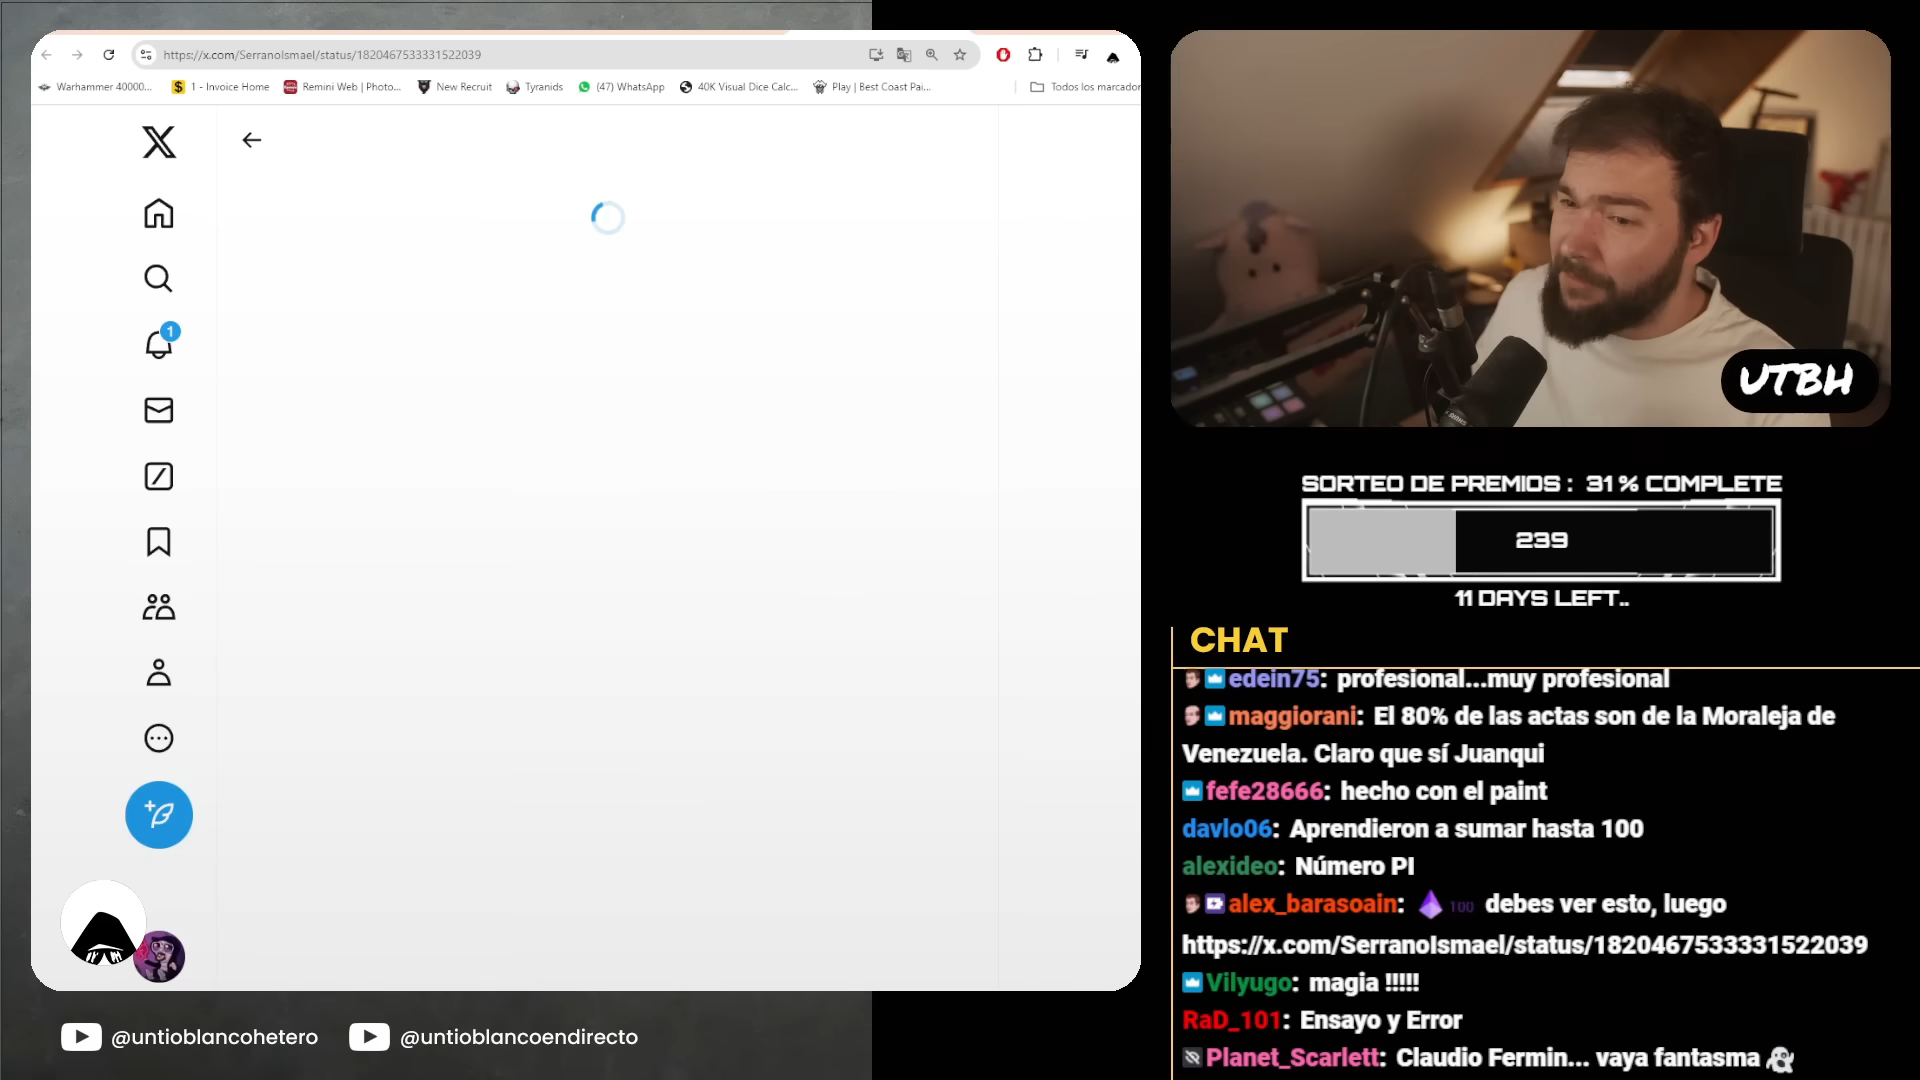 https://x.com/SerranoIsmael/status/1820467533331522039
Warhammer 40000...
1 - Invoice Home
Remini Web | Photo...
New Recruit
Tyranids
(47) WhatsApp
40K Visual Dice Calc...
Play | Best Coast Pai...
Todos los marcador
1
UTBH
SORTEO DE PREMIOS : 31% COMPLETE
239
11 DAYS LEFT..
CHAT
edein75: profesional...muy profesional
maggiorani: El 80% de las actas son de la Moraleja de
Venezuela. Claro que sí Juanqui
fefe28666: hecho con el paint
davlo06: Aprendieron a sumar hasta 100
alexideo: Número PI
alex_barasoain: 100 debes ver esto, luego
https://x.com/SerranoIsmael/status/1820467533331522039
Vilyugo: magia !!!!!
RaD_101: Ensayo y Error
Planet_Scarlett: Claudio Fermin... vaya fantasma
@untioblancohetero
@untioblancoendirecto